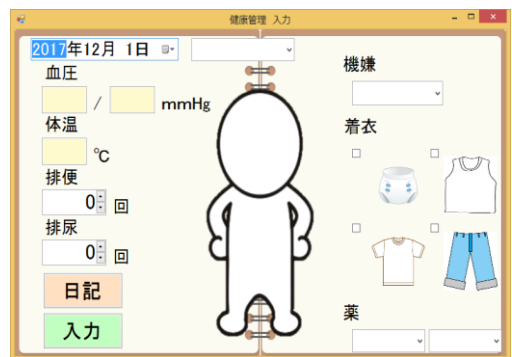 健康管理 入力
2017年12月 1日
血圧
/ mmHg
体温
℃
排便
0 回
排尿
0 回
日記
入力
機嫌
着衣
薬